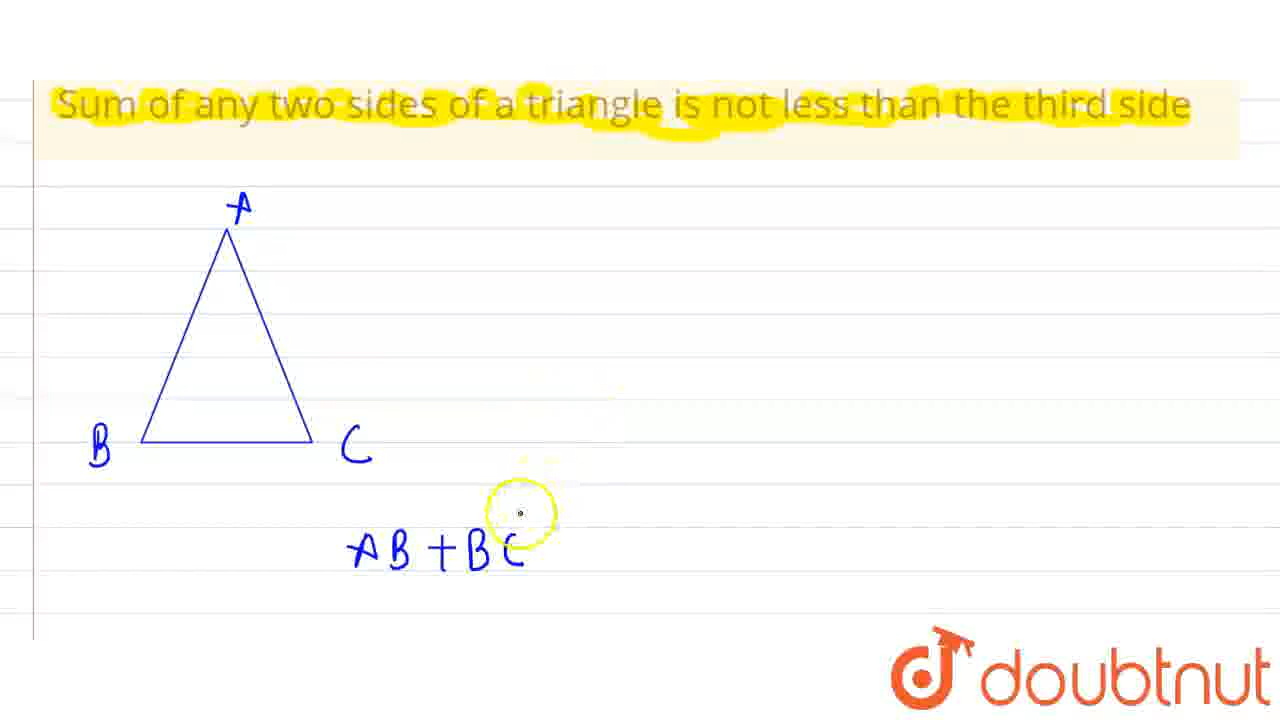 Sum of any two sides of a triangle is not less than the third side
A
B
C
AB+BC
doubtnut